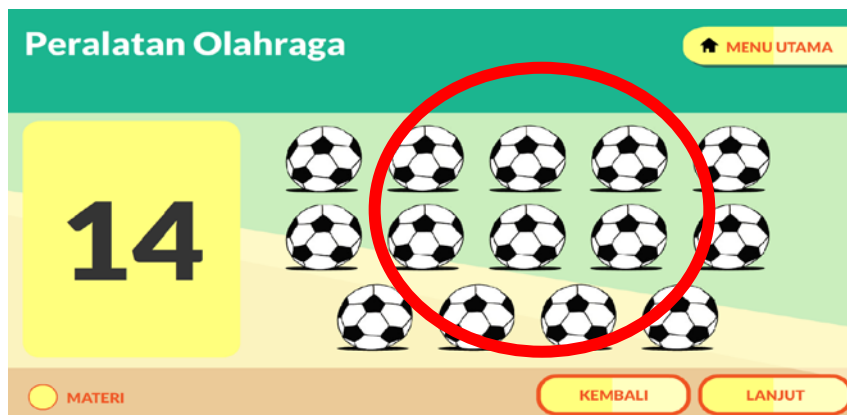 Peralatan Olahraga
MENU UTAMA
14
MATERI
KEMBALI
LANJUT